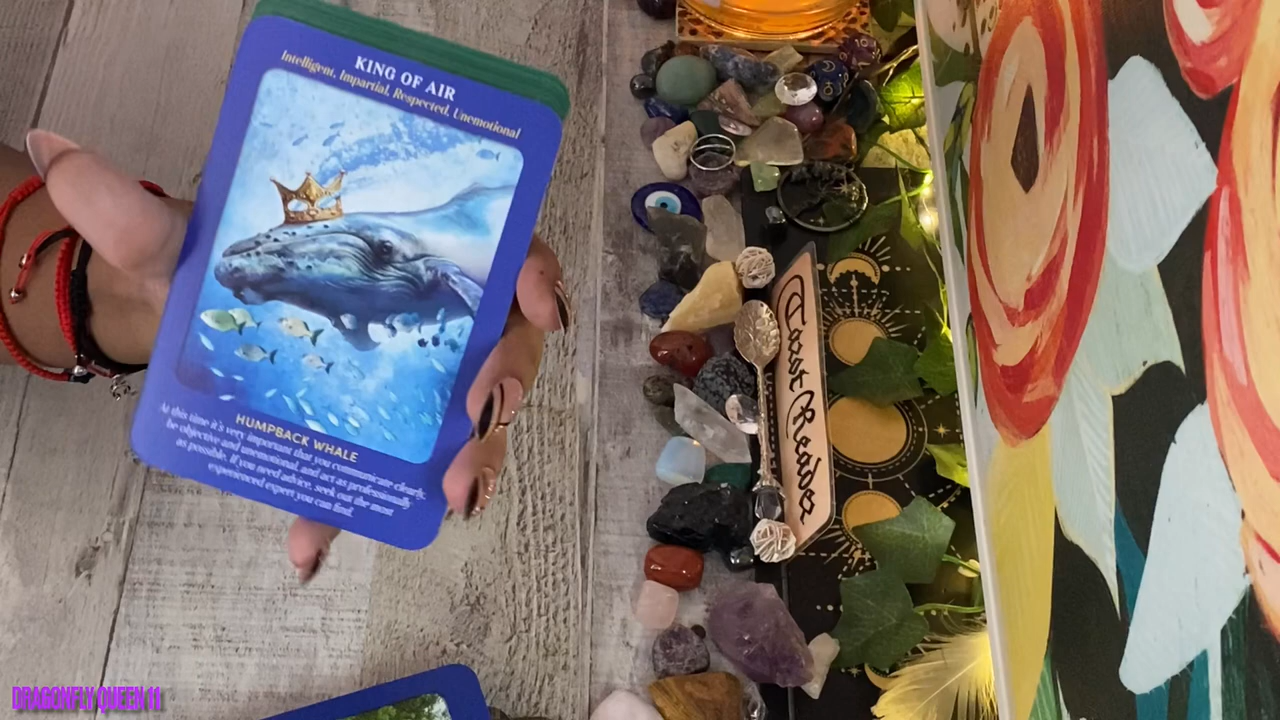 KING OF AIR
Intelligent, Impartial, Respected, Unemotional
HUMPBACK WHALE
At this time it's very important that you communicate clearly,
be objective and unemotional, and act as professionally
as possible. If you need advice, seek out the most
experienced expert you can find.
Tarot Reader
DRAGONFLY QUEEN 11